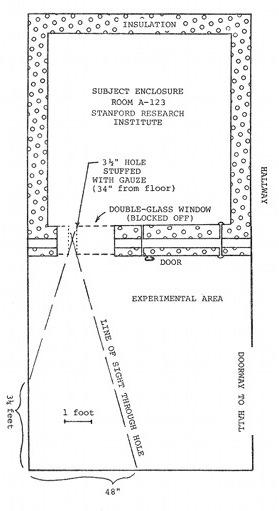 INSULATION
SUBJECT ENCLOSURE
ROOM A-123
STANFORD RESEARCH
INSTITUTE
3½" HOLE
STUFFED
WITH GAUZE
(34" from floor)
DOUBLE-GLASS WINDOW
(BLOCKED OFF)
HALLWAY
DOOR
EXPERIMENTAL AREA
LINE OF SIGHT THROUGH HOLE
DOORWAY TO HALL
1 foot
3½ feet
48"